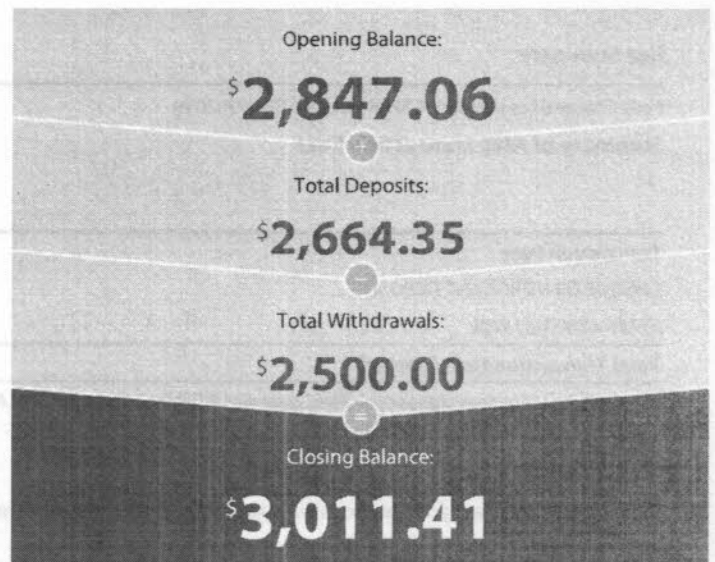 Opening Balance:
$2,847.06
+
Total Deposits:
$2,664.35
−
Total Withdrawals:
$2,500.00
=
Closing Balance:
$3,011.41